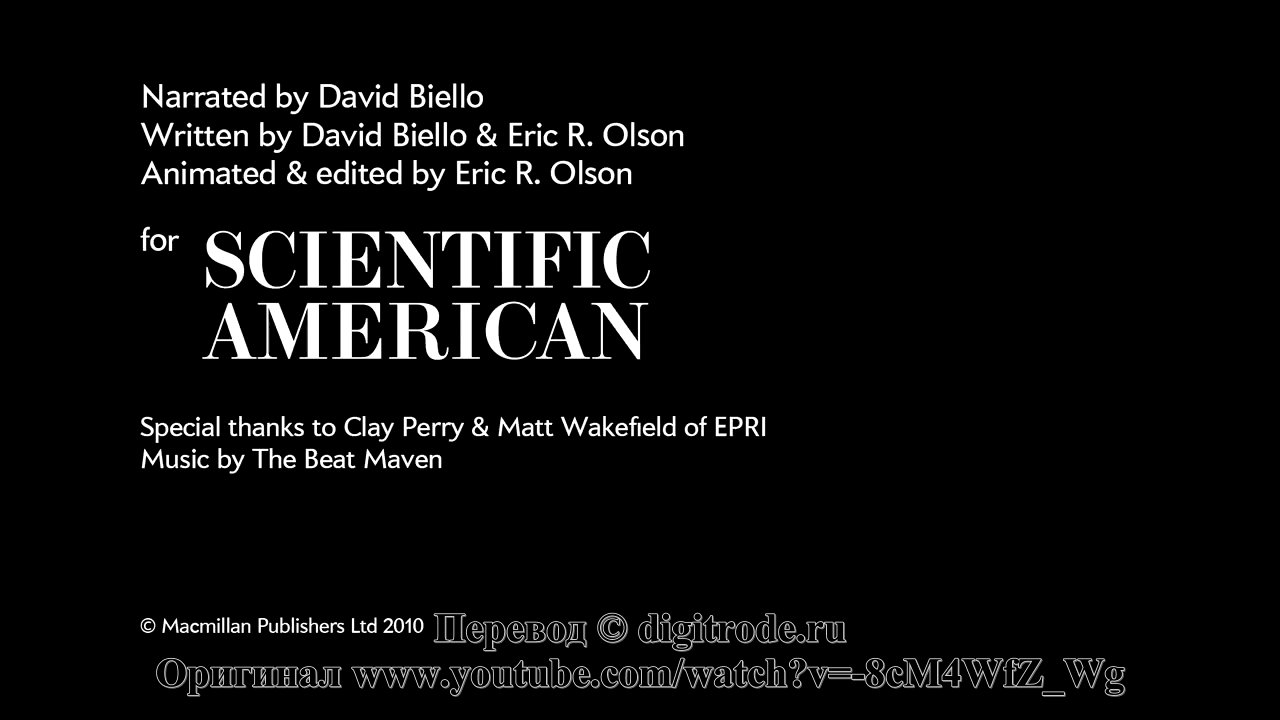 Narrated by David Biello
Written by David Biello & Eric R. Olson
Animated & edited by Eric R. Olson
for SCIENTIFIC
AMERICAN
Special thanks to Clay Perry & Matt Wakefield of EPRI
Music by The Beat Maven
© Macmillan Publishers Ltd 2010 Перевод © digitrode.ru
Оригинал www.youtube.com/watch?v=-8cM4WfZ_Wg